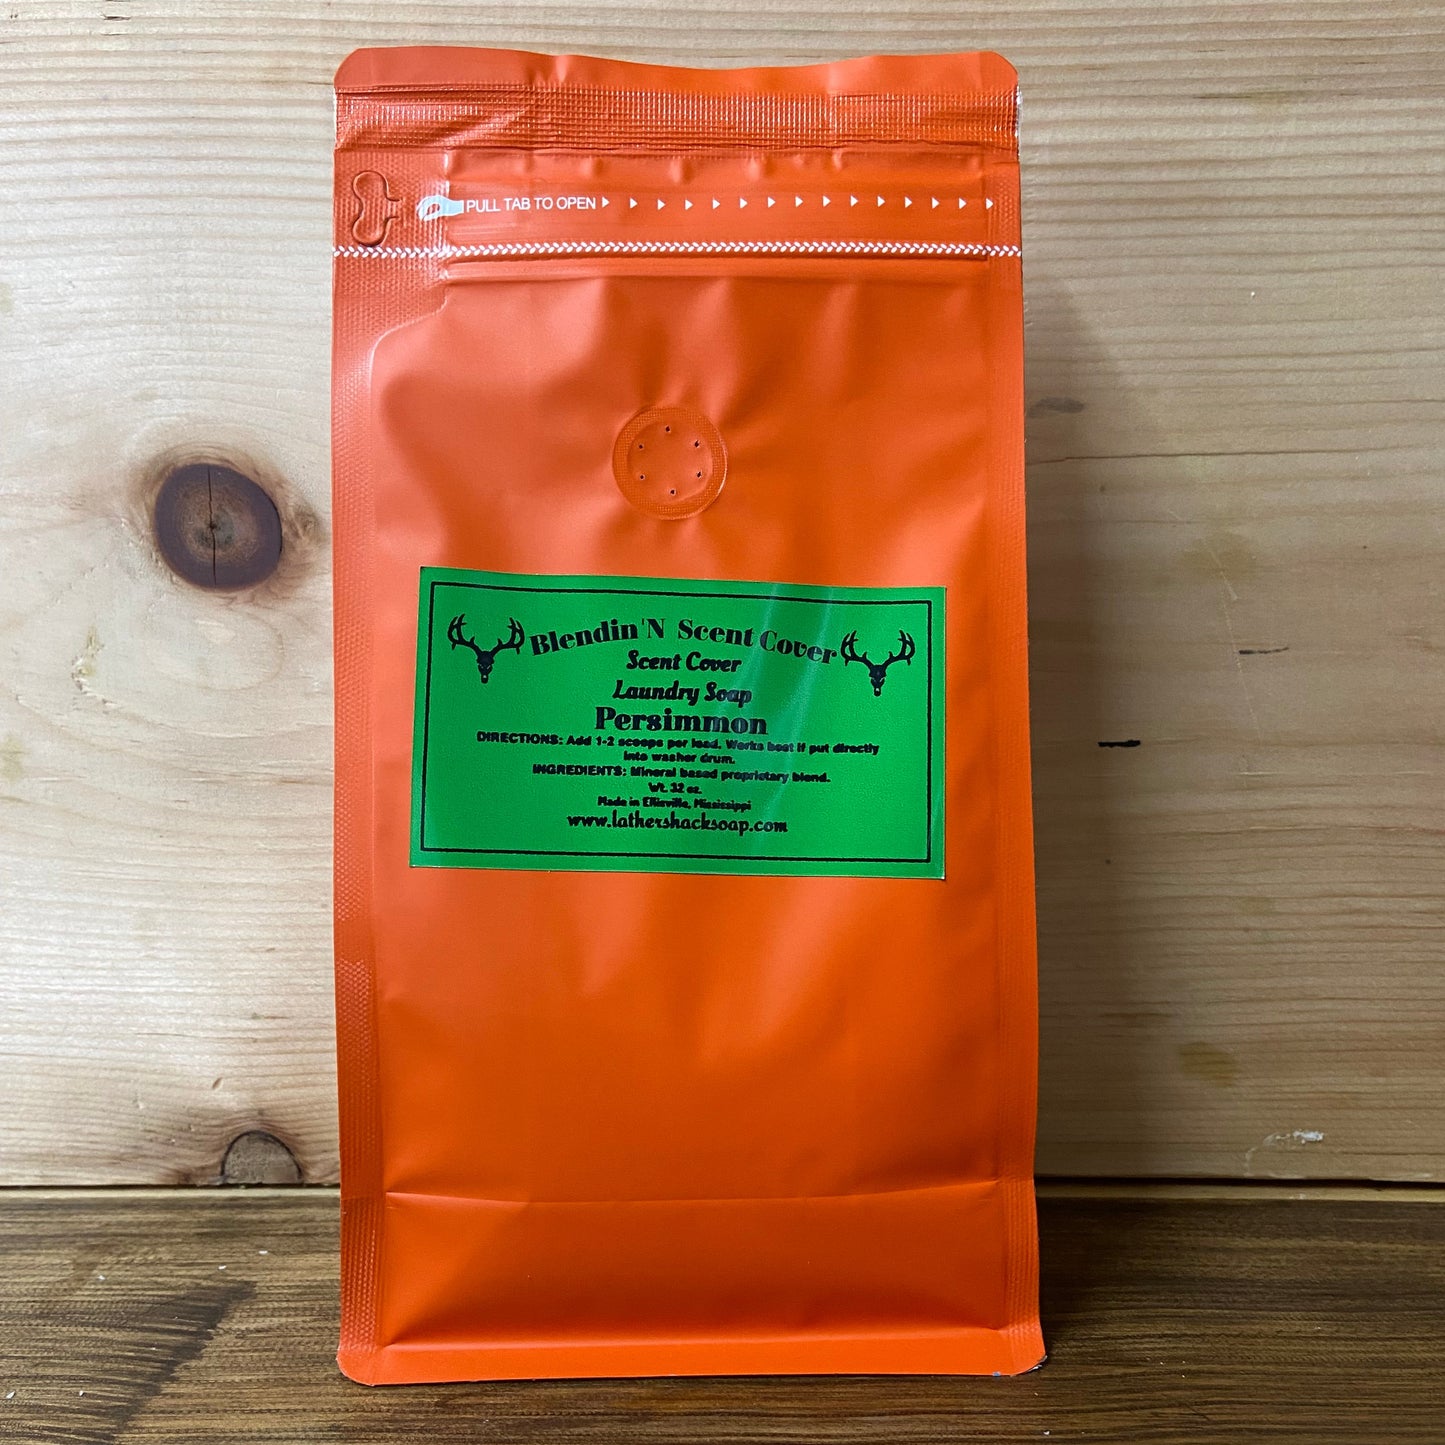 PULL TAB TO OPEN
Blendin'N Scent Cover
Scent Cover
Laundry Soap
Persimmon
DIRECTIONS: Add 1-2 scoops per load. Works best if put directly
into washer drum.
INGREDIENTS: Mineral based proprietary blend.
Wt. 32 oz.
Made in Ellisville, Mississippi
www.lathershacksoap.com